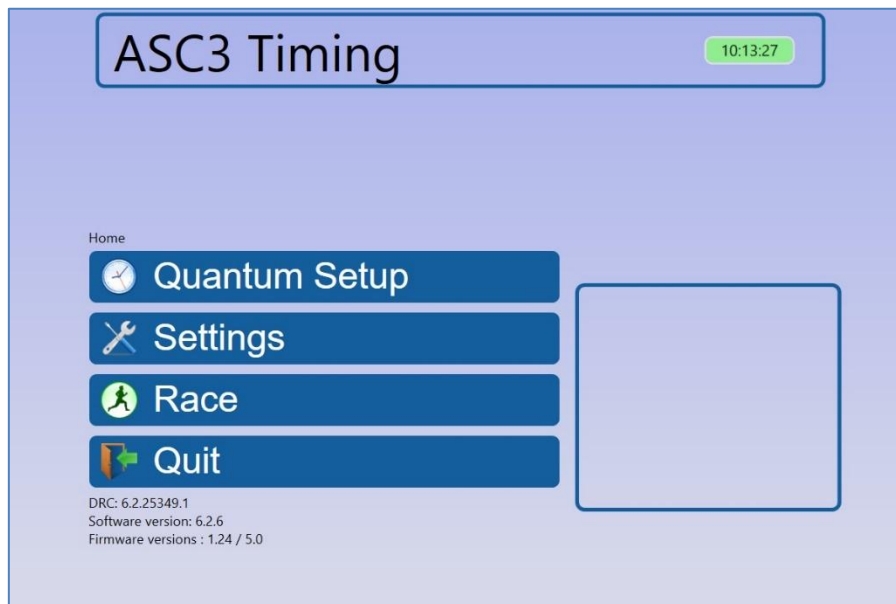 ASC3 Timing
10:13:27
Home
Quantum Setup
Settings
Race
Quit
DRC: 6.2.25349.1
Software version: 6.2.6
Firmware versions : 1.24 / 5.0